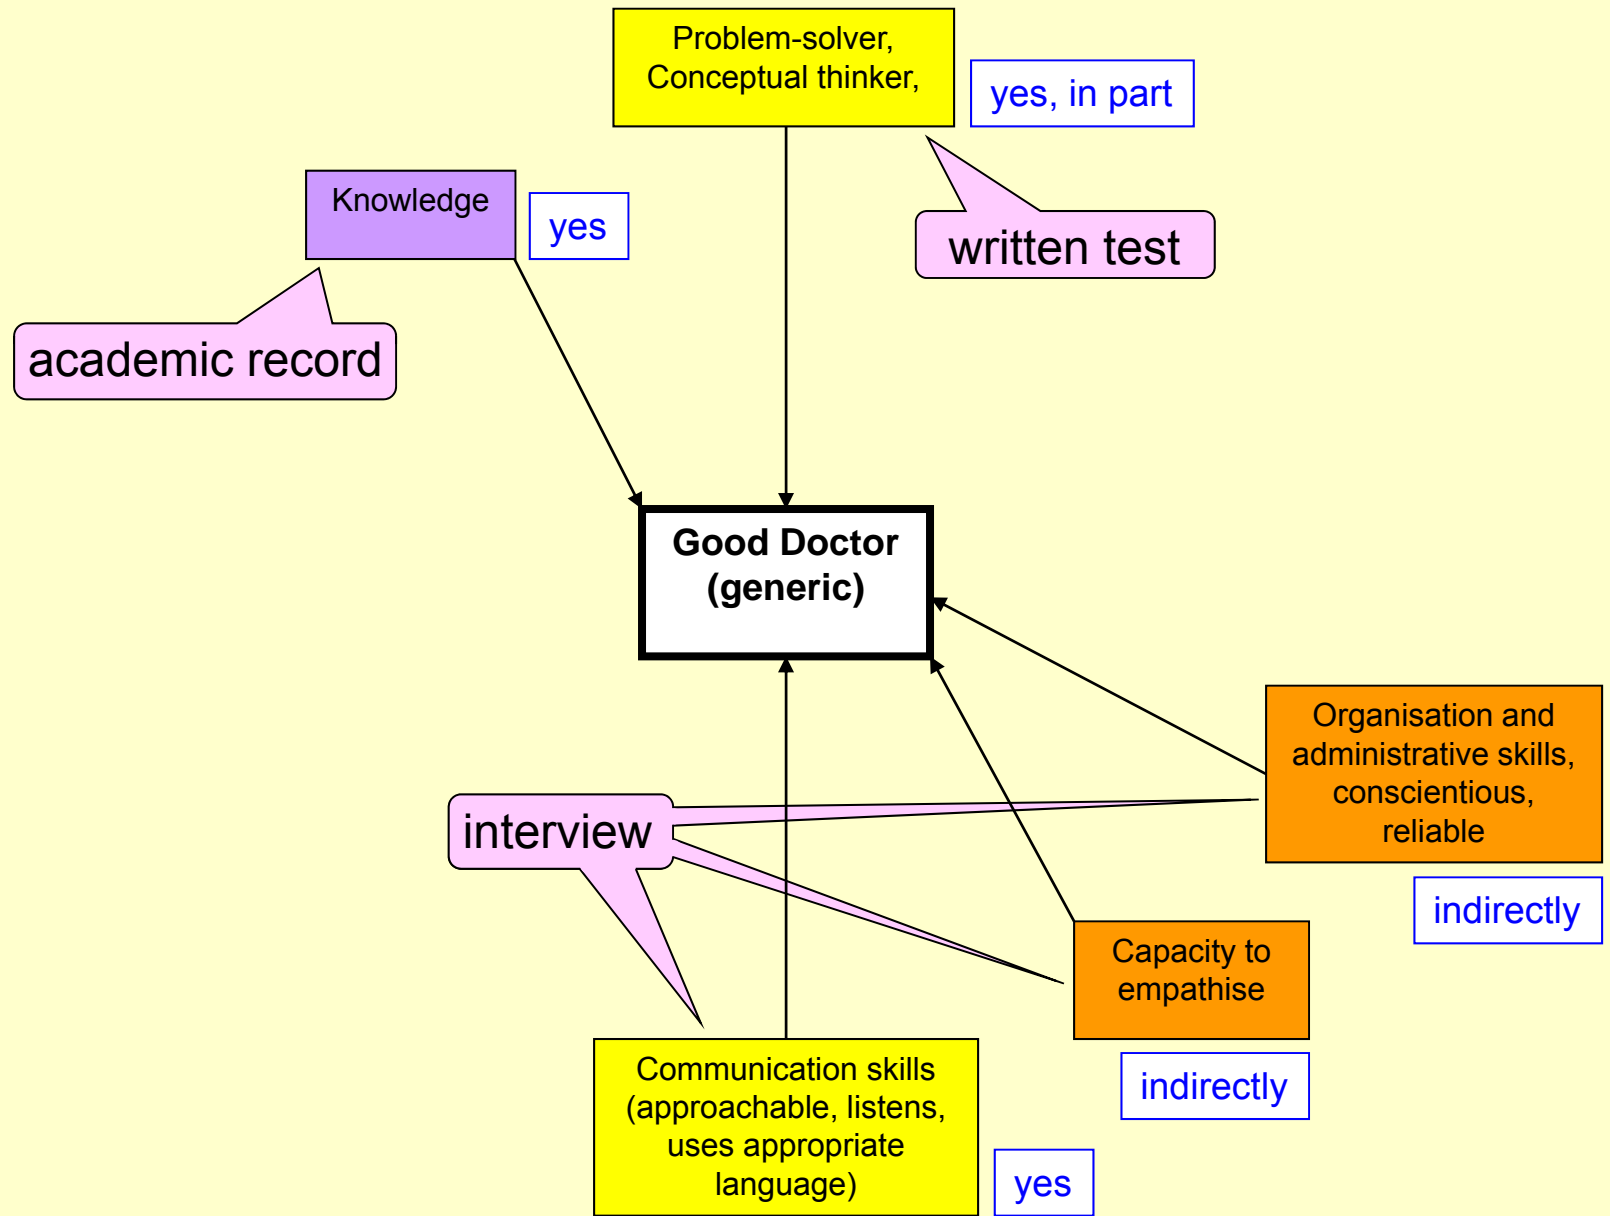 Problem-solver,
Conceptual thinker,
yes, in part
Knowledge
yes
written test
academic record
Good Doctor
(generic)
Organisation and
administrative skills,
conscientious,
reliable
interview
indirectly
Capacity to
empathise
indirectly
Communication skills
(approachable, listens,
uses appropriate
language)
yes